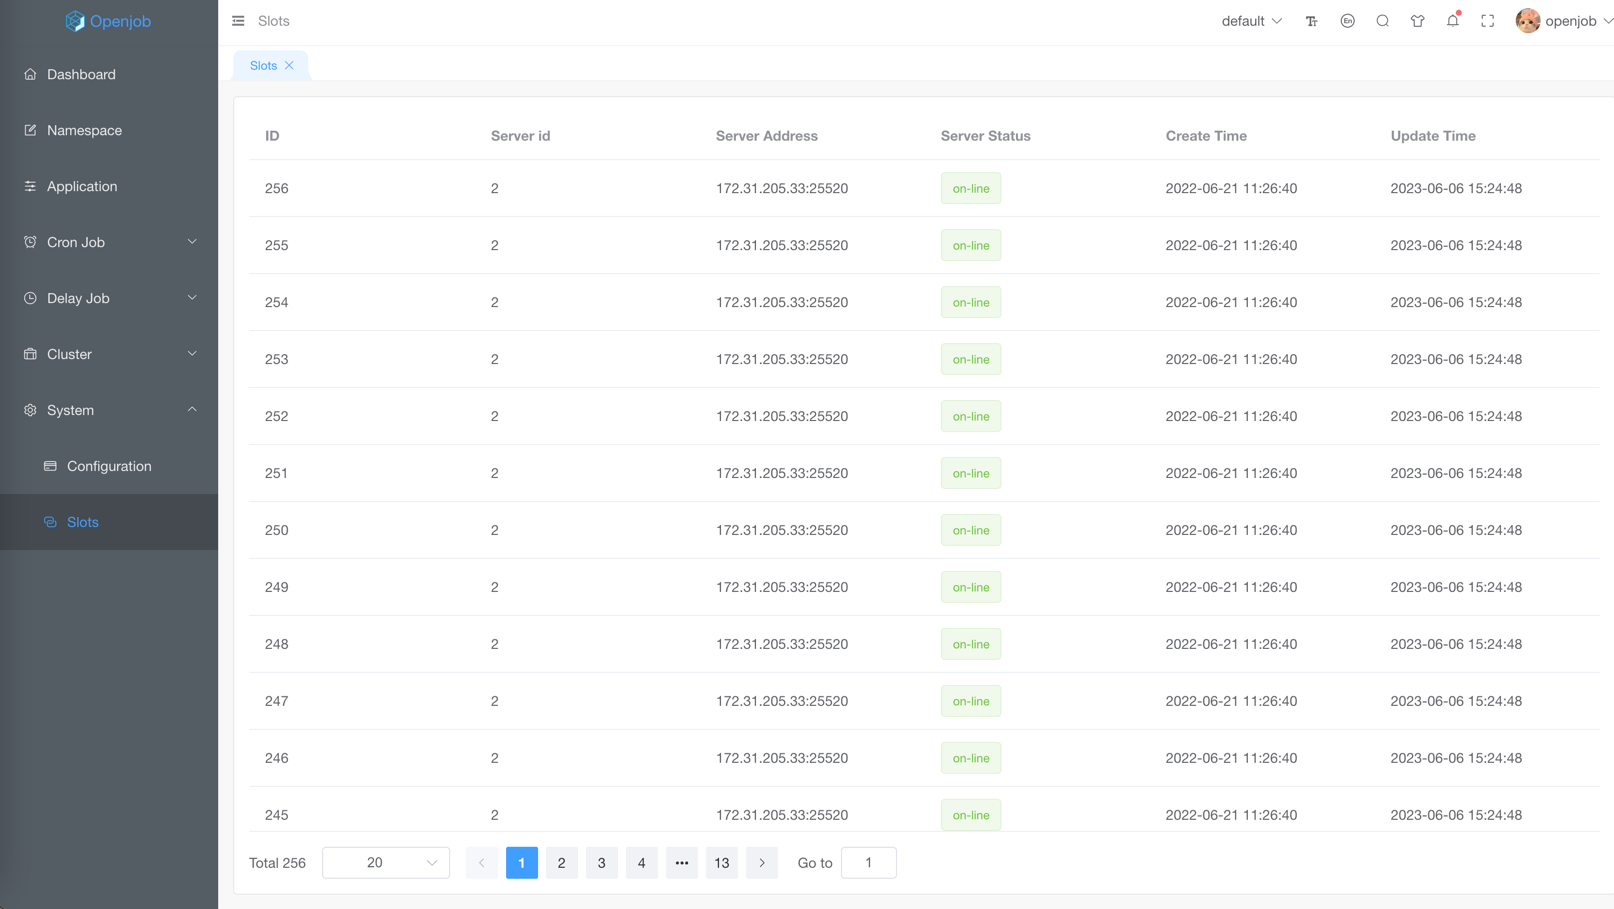 Openjob
Slots
default
En
openjob
Dashboard
Namespace
Application
Cron Job
Delay Job
Cluster
System
Configuration
Slots
Slots
ID Server id Server Address Server Status Create Time Update Time
256 2 172.31.205.33:25520 on-line 2022-06-21 11:26:40 2023-06-06 15:24:48
255 2 172.31.205.33:25520 on-line 2022-06-21 11:26:40 2023-06-06 15:24:48
254 2 172.31.205.33:25520 on-line 2022-06-21 11:26:40 2023-06-06 15:24:48
253 2 172.31.205.33:25520 on-line 2022-06-21 11:26:40 2023-06-06 15:24:48
252 2 172.31.205.33:25520 on-line 2022-06-21 11:26:40 2023-06-06 15:24:48
251 2 172.31.205.33:25520 on-line 2022-06-21 11:26:40 2023-06-06 15:24:48
250 2 172.31.205.33:25520 on-line 2022-06-21 11:26:40 2023-06-06 15:24:48
249 2 172.31.205.33:25520 on-line 2022-06-21 11:26:40 2023-06-06 15:24:48
248 2 172.31.205.33:25520 on-line 2022-06-21 11:26:40 2023-06-06 15:24:48
247 2 172.31.205.33:25520 on-line 2022-06-21 11:26:40 2023-06-06 15:24:48
246 2 172.31.205.33:25520 on-line 2022-06-21 11:26:40 2023-06-06 15:24:48
245 2 172.31.205.33:25520 on-line 2022-06-21 11:26:40 2023-06-06 15:24:48
Total 256 20 1 2 3 4 ••• 13 Go to 1